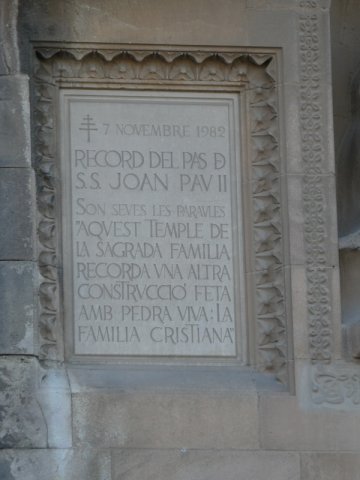 7 NOVEMBRE 1982
RECORD DEL PAS Đ
S.S. JOAN PAV II
SON SEVES LES PARAVLES
"AQVEST TEMPLE DE
LA SAGRADA FAMILIA
RECORDA VNA ALTRA
CONSTRVCCIÓ FETA
AMB PEDRA VIVA: LA
FAMILIA CRISTIANA"